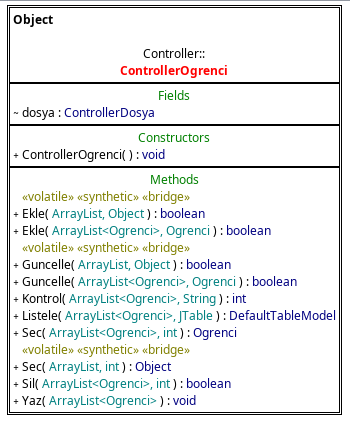 Object
Controller::
ControllerOgrenci
Fields
~ dosya : ControllerDosya
Constructors
+ ControllerOgrenci( ) : void
Methods
«volatile» «synthetic» «bridge»
+ Ekle( ArrayList, Object ) : boolean
+ Ekle( ArrayList<Ogrenci>, Ogrenci ) : boolean
«volatile» «synthetic» «bridge»
+ Guncelle( ArrayList, Object ) : boolean
+ Guncelle( ArrayList<Ogrenci>, Ogrenci ) : boolean
+ Kontrol( ArrayList<Ogrenci>, String ) : int
+ Listele( ArrayList<Ogrenci>, JTable ) : DefaultTableModel
+ Sec( ArrayList<Ogrenci>, int ) : Ogrenci
«volatile» «synthetic» «bridge»
+ Sec( ArrayList, int ) : Object
+ Sil( ArrayList<Ogrenci>, int ) : boolean
+ Yaz( ArrayList<Ogrenci> ) : void